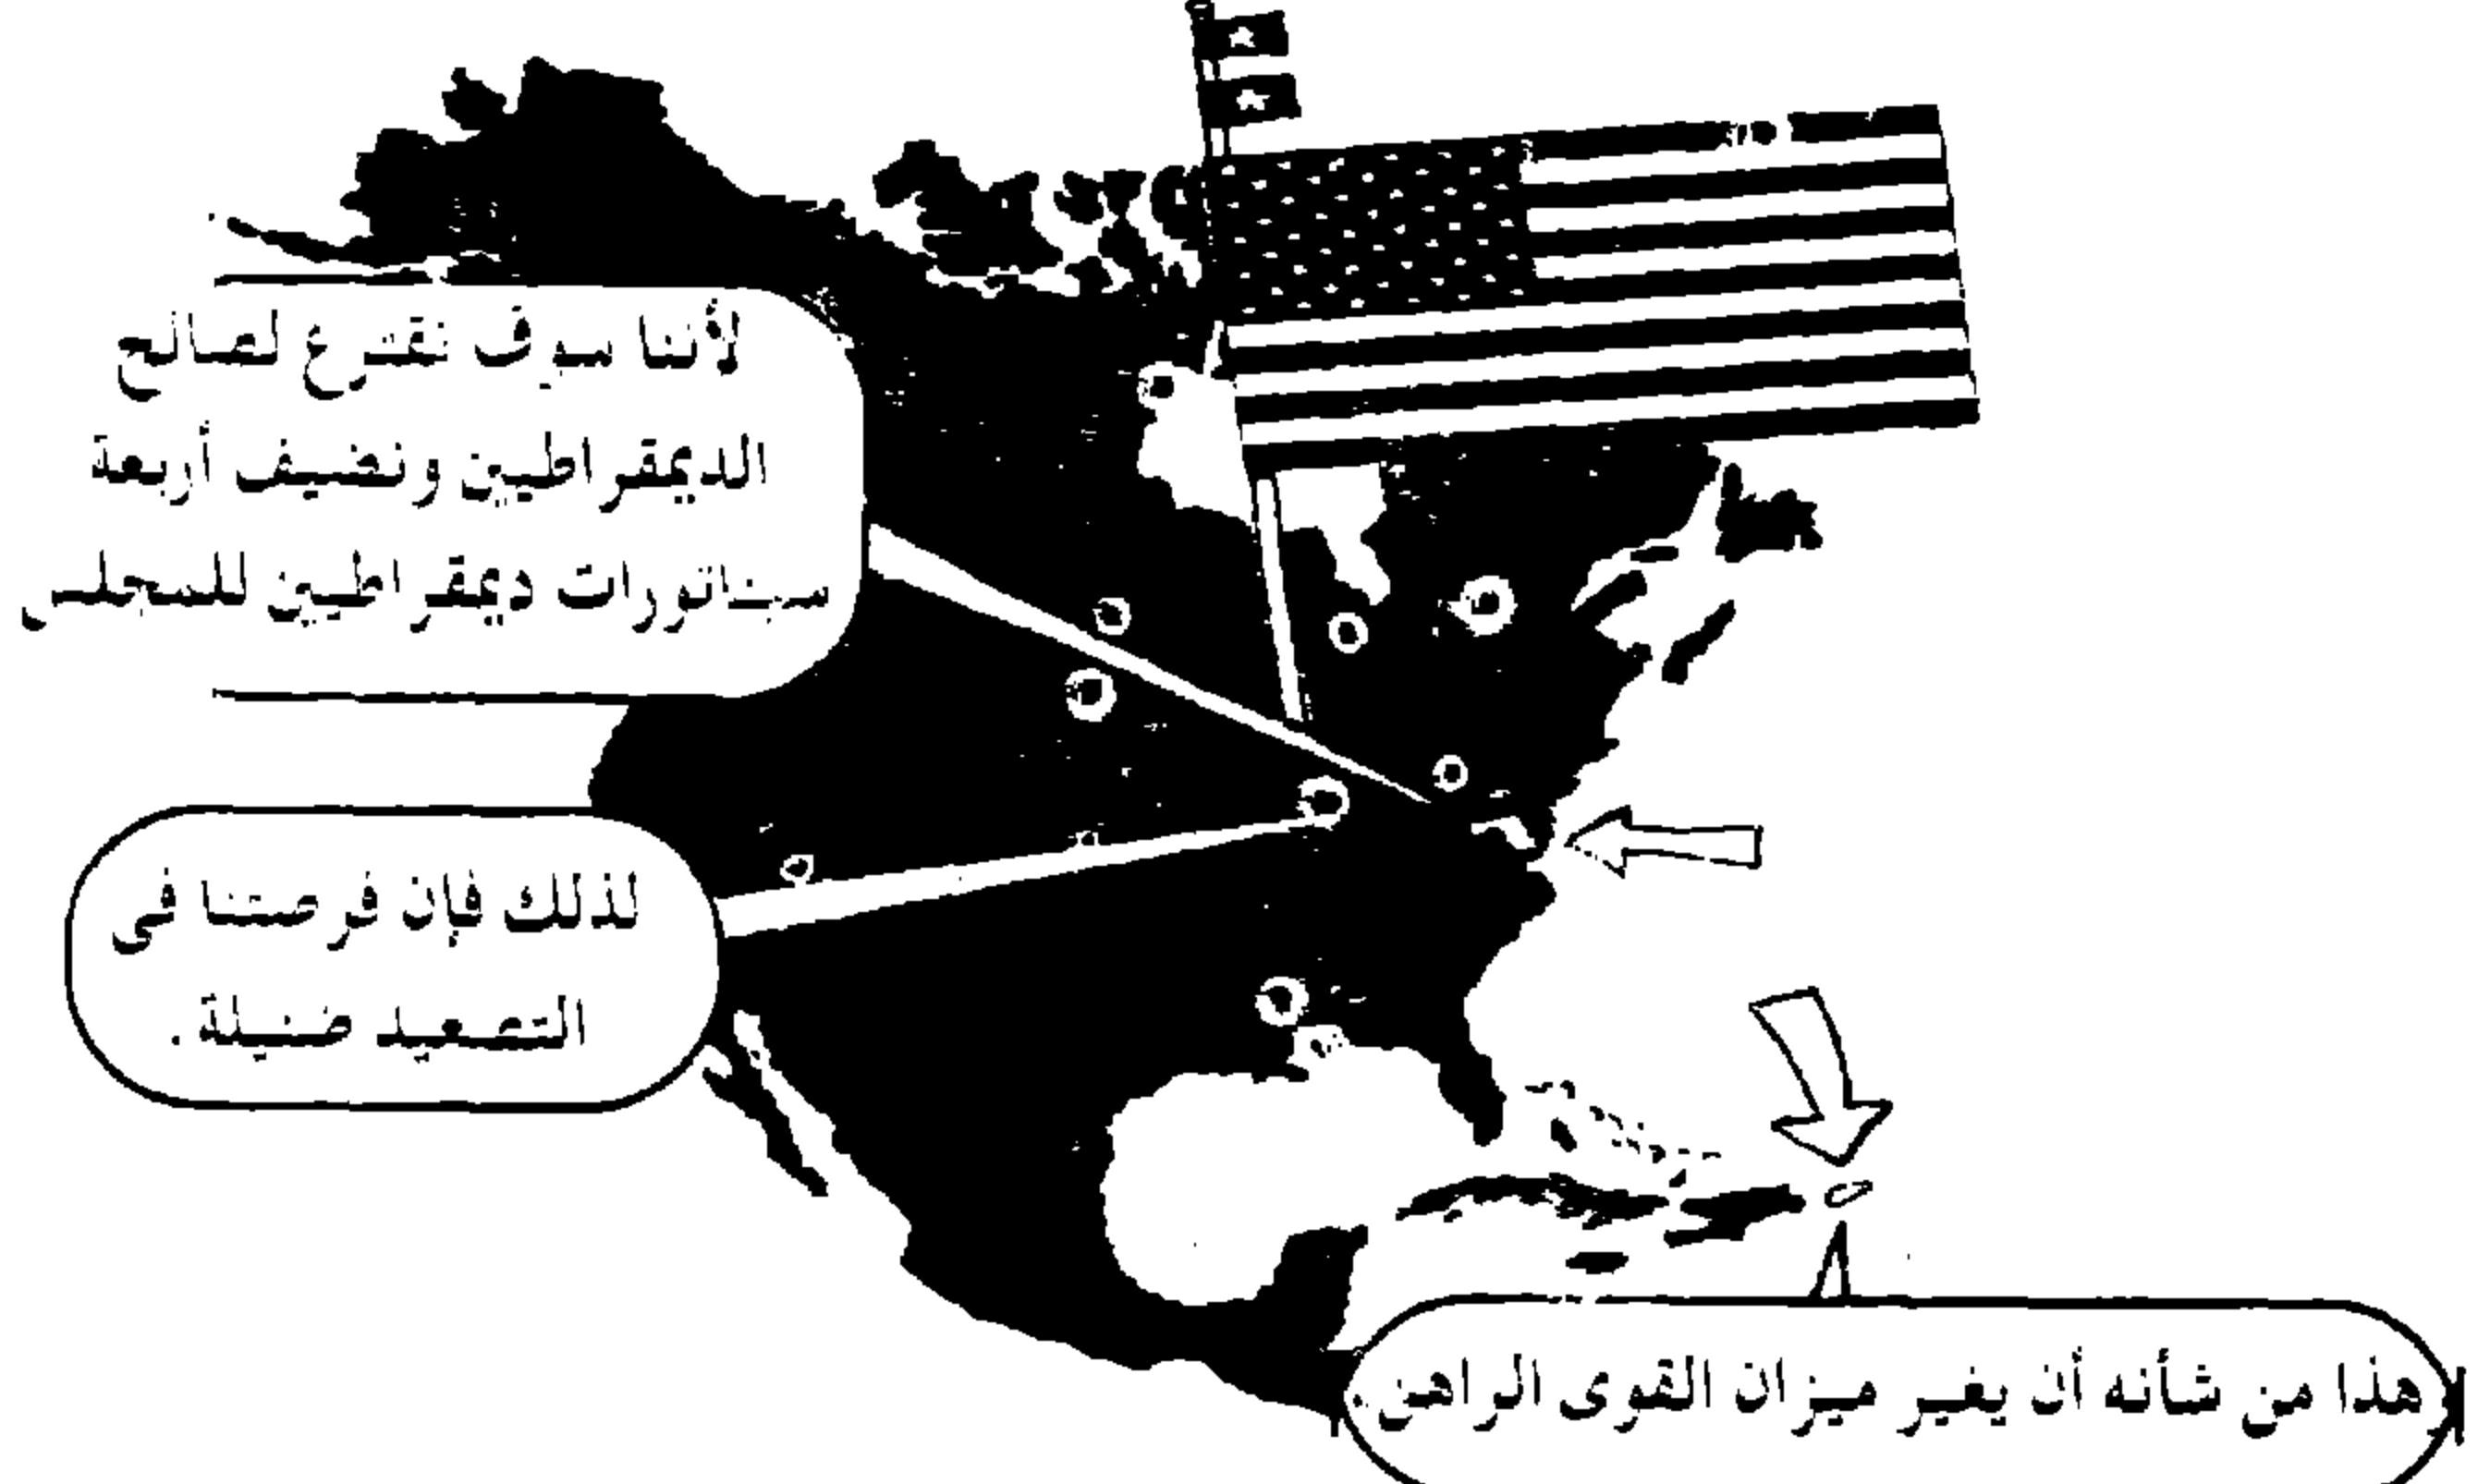 لأننا سوف نقترع لصالح
الديمقراطيين ونضيف أربعة
سيناتورات ديمقراطيين للمجلس
لذلك فإن فرصتنا في
التصعيد ضئيلة .
هذا من شأنه أن يغير ميزان القوى الراهن.